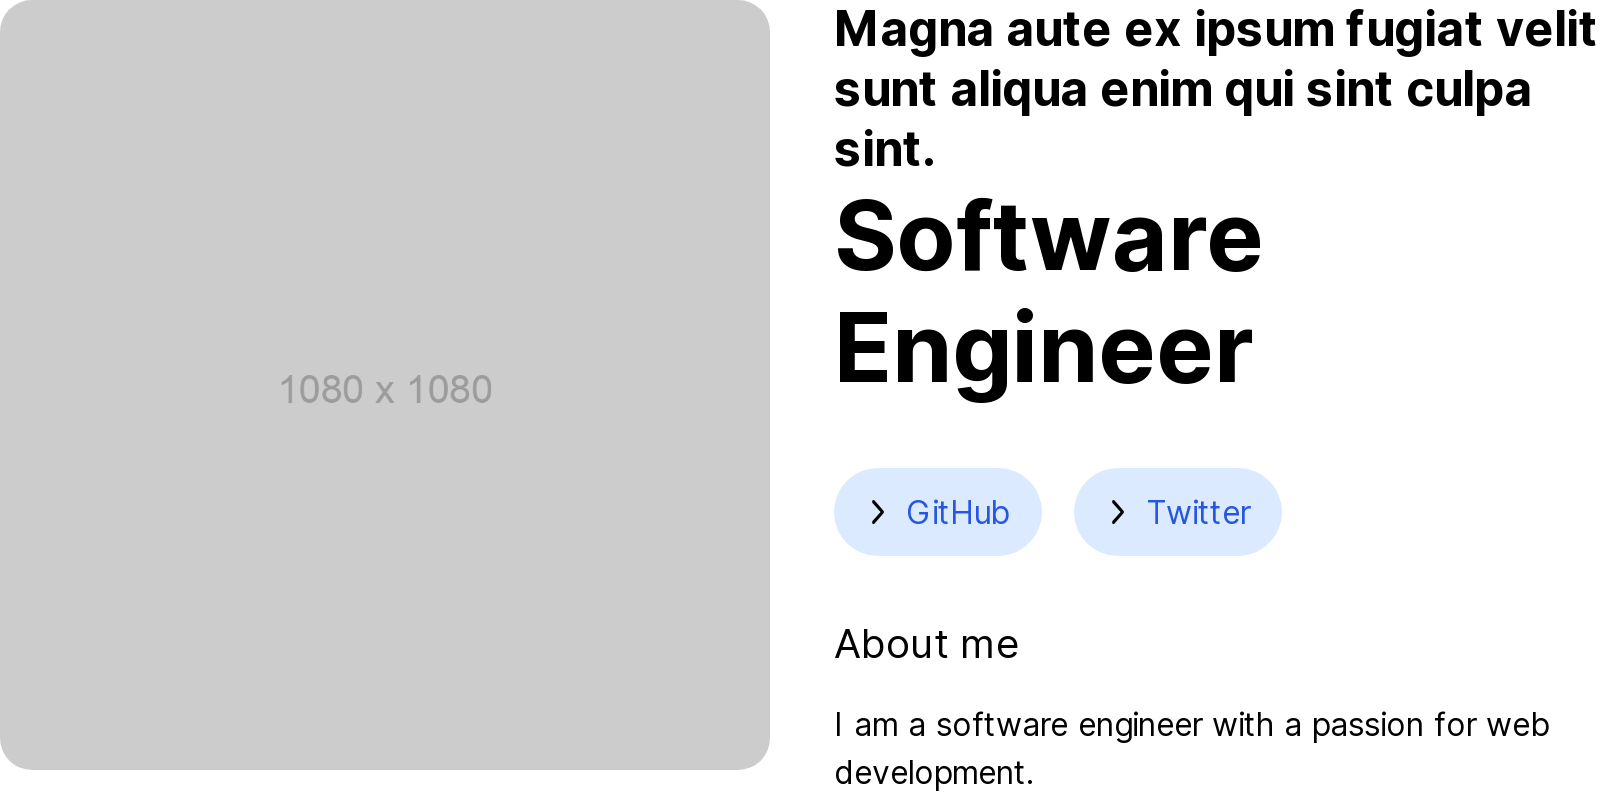 1080 x 1080
Magna aute ex ipsum fugiat velit
sunt aliqua enim qui sint culpa
sint.
Software
Engineer
GitHub
Twitter
About me
I am a software engineer with a passion for web
development.